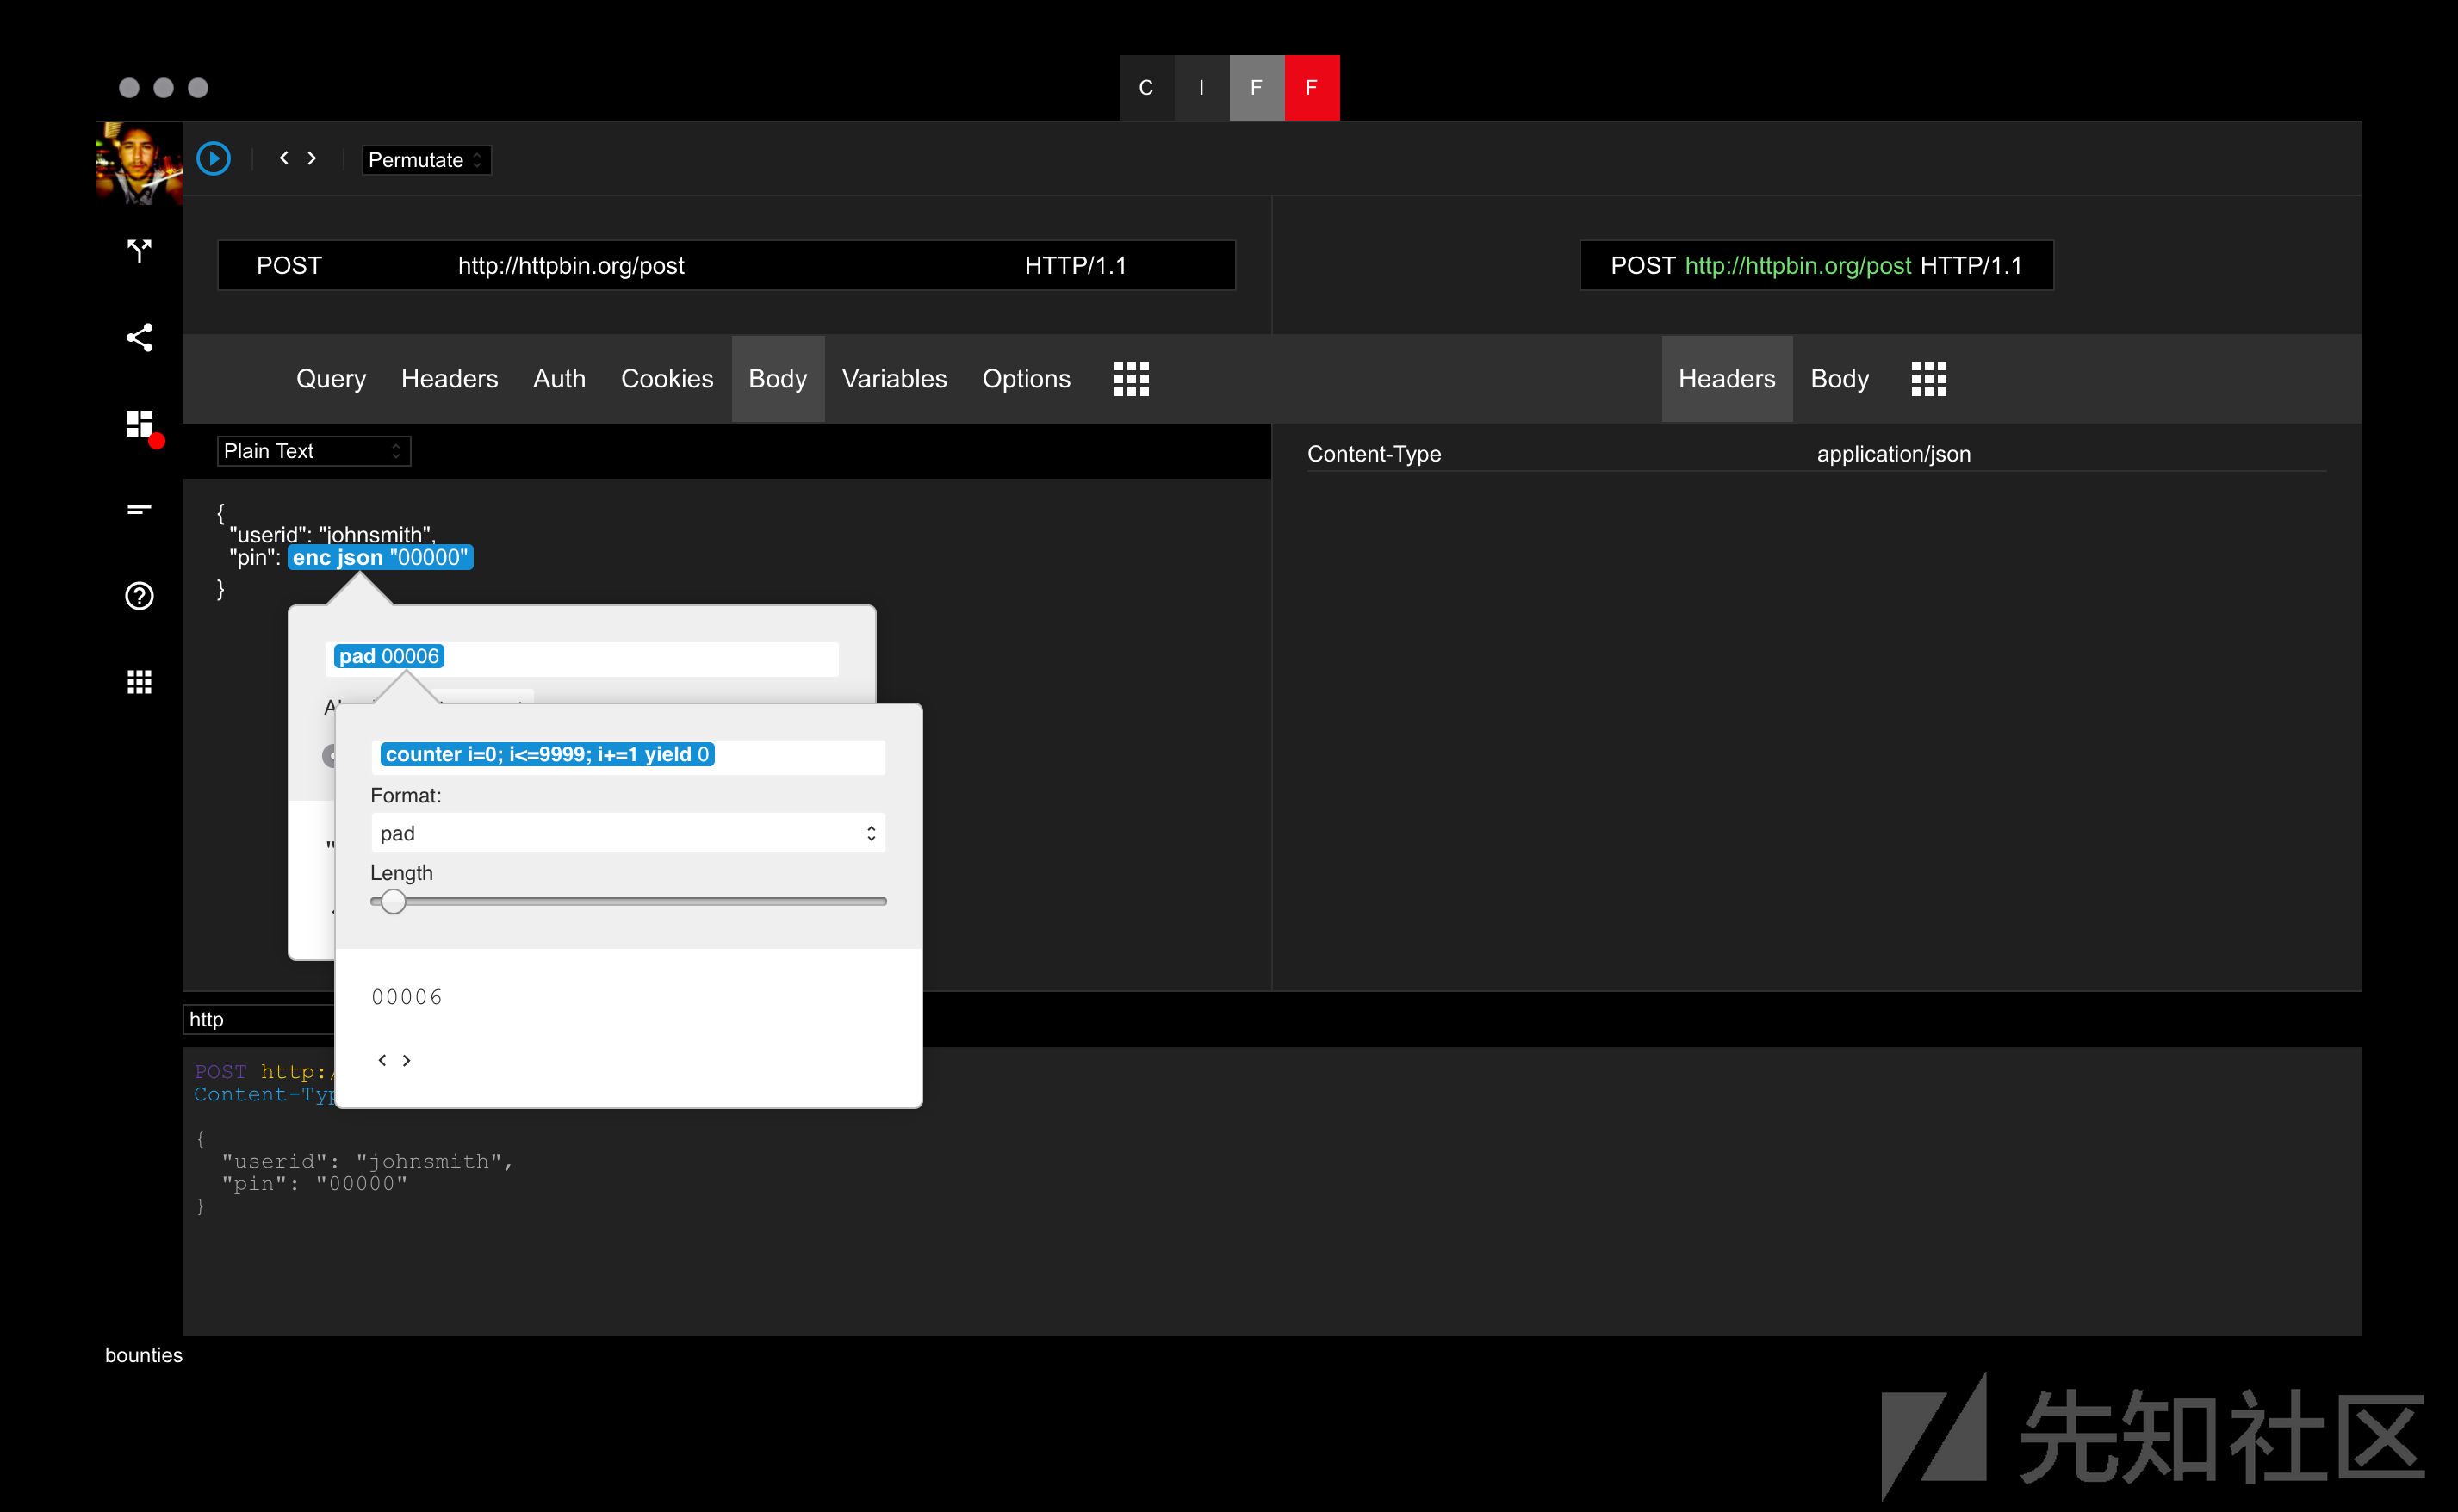 C I F F
Permutate
POST http://httpbin.org/post HTTP/1.1
POST http://httpbin.org/post HTTP/1.1
Query Headers Auth Cookies Body Variables Options
Headers Body
Plain Text
Content-Type application/json
{
"userid": "johnsmith",
"pin": enc json "00000"
}
pad 00006
counter i=0; i<=9999; i+=1 yield 0
Format:
pad
Length
00006
< >
http
POST http:/
Content-Typ
{
"userid": "johnsmith",
"pin": "00000"
}
bounties
先知社区